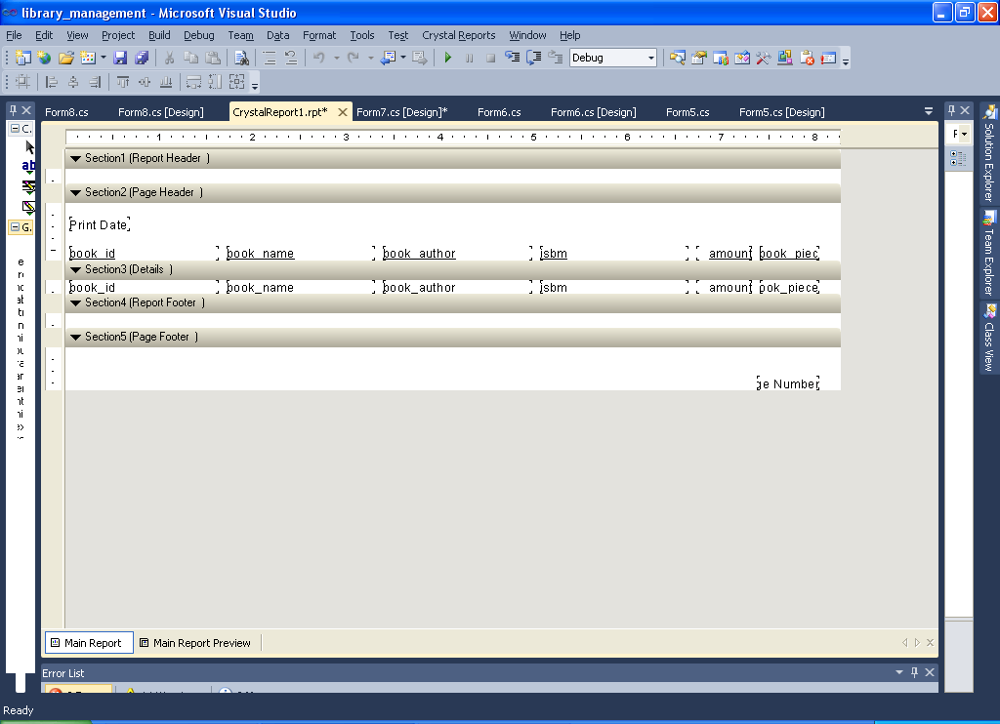 library_management - Microsoft Visual Studio
File Edit View Project Build Debug Team Data Format Tools Test Crystal Reports Window Help
Debug
Form8.cs Form8.cs [Design] CrystalReport1.rpt* Form7.cs [Design]* Form6.cs Form6.cs [Design] Form5.cs Form5.cs [Design]
1 2 3 4 5 6 7 8
Section1 (Report Header )
Section2 (Page Header )
Print Date
book_id book_name book_author isbm amount book_piec
Section3 (Details )
book_id book_name book_author isbm amount ook_piece
Section4 (Report Footer )
Section5 (Page Footer )
ge Number
Main Report Main Report Preview
Error List
Ready
C.
ab
G.
Solution Explorer
Team Explorer
Class View